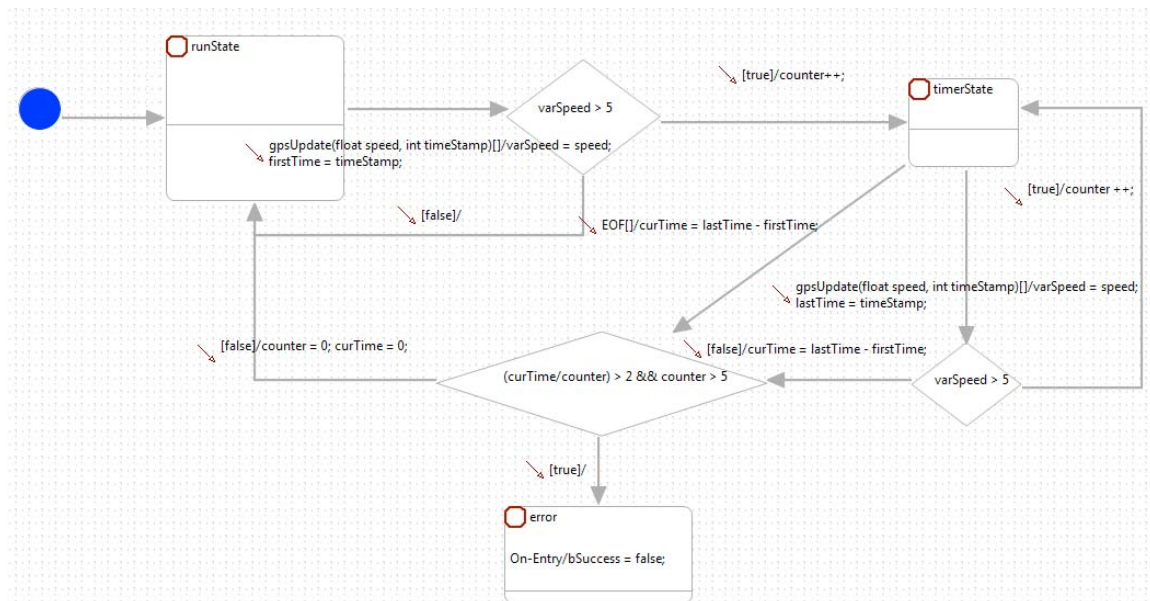 runState
varSpeed > 5
[true]/counter++;
timerState
gpsUpdate(float speed, int timeStamp)[]/varSpeed = speed;
firstTime = timeStamp;
[true]/counter ++;
[false]/
EOF[]/curTime = lastTime - firstTime;
gpsUpdate(float speed, int timeStamp)[]/varSpeed = speed;
lastTime = timeStamp;
[false]/counter = 0; curTime = 0;
[false]/curTime = lastTime - firstTime;
(curTime/counter) > 2 && counter > 5
varSpeed > 5
[true]/
error
On-Entry/bSuccess = false;